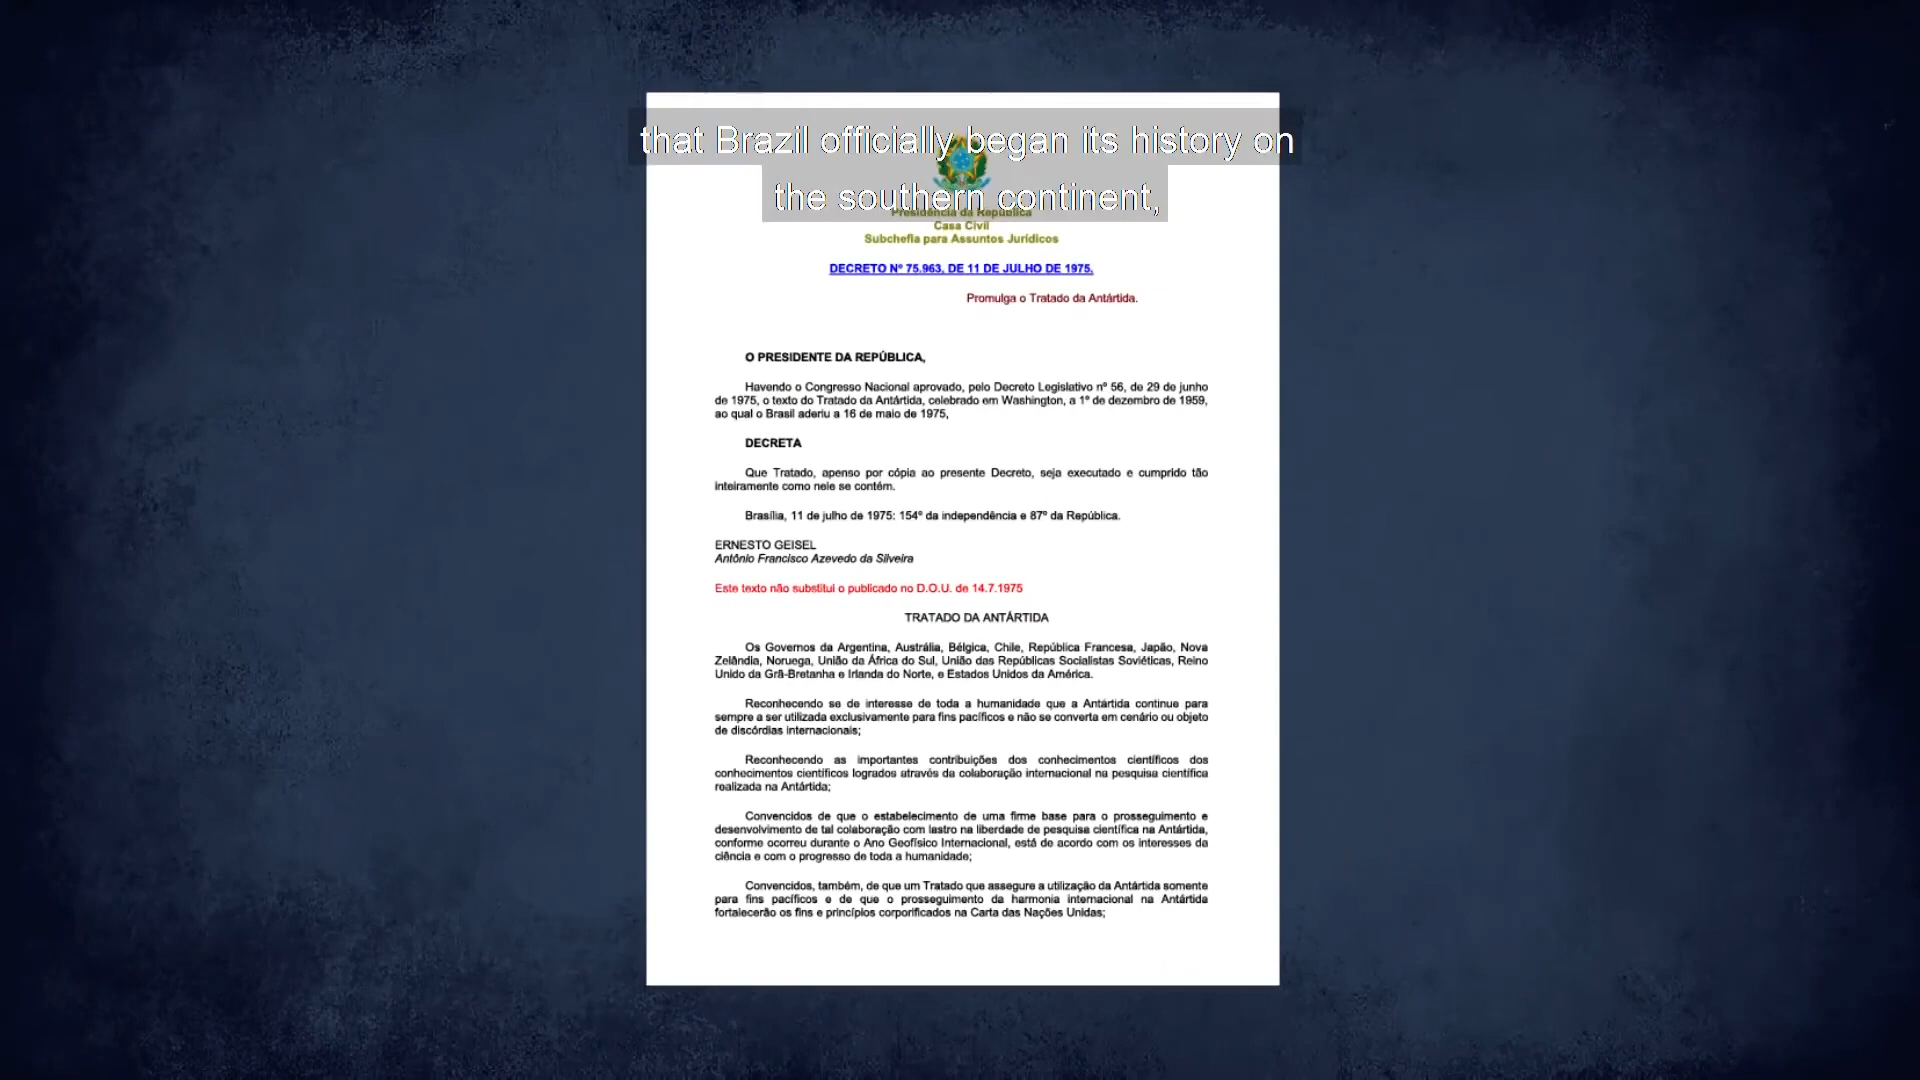 that Brazil officially began its history on
the southern continent,
Presidência da República
Casa Civil
Subchefia para Assuntos Jurídicos
DECRETO Nº 75.963, DE 11 DE JULHO DE 1975.
Promulga o Tratado da Antártida.
O PRESIDENTE DA REPÚBLICA,
Havendo o Congresso Nacional aprovado, pelo Decreto Legislativo nº 56, de 29 de junho
de 1975, o texto do Tratado da Antártida, celebrado em Washington, a 1º de dezembro de 1959,
ao qual o Brasil aderiu a 16 de maio de 1975,
DECRETA
Que Tratado, apenso por cópia ao presente Decreto, seja executado e cumprido tão
inteiramente como nele se contém.
Brasília, 11 de julho de 1975: 154º da independência e 87º da República.
ERNESTO GEISEL
Antônio Francisco Azevedo da Silveira
Este texto não substitui o publicado no D.O.U. de 14.7.1975
TRATADO DA ANTÁRTIDA
Os Governos da Argentina, Austrália, Bélgica, Chile, República Francesa, Japão, Nova
Zelândia, Noruega, União da África do Sul, União das Repúblicas Socialistas Soviéticas, Reino
Unido da Grã-Bretanha e Irlanda do Norte, e Estados Unidos da América.
Reconhecendo se de interesse de toda a humanidade que a Antártida continue para
sempre a ser utilizada exclusivamente para fins pacíficos e não se converta em cenário ou objeto
de discórdias internacionais;
Reconhecendo as importantes contribuições dos conhecimentos científicos dos
conhecimentos científicos logrados através da colaboração internacional na pesquisa científica
realizada na Antártida;
Convencidos de que o estabelecimento de uma firme base para o prosseguimento e
desenvolvimento de tal colaboração com lastro na liberdade de pesquisa científica na Antártida,
conforme ocorreu durante o Ano Geofísico Internacional, está de acordo com os interesses da
ciência e com o progresso de toda a humanidade;
Convencidos, também, de que um Tratado que assegure a utilização da Antártida somente
para fins pacíficos e de que o prosseguimento da harmonia internacional na Antártida
fortalecerão os fins e princípios corporificados na Carta das Nações Unidas;